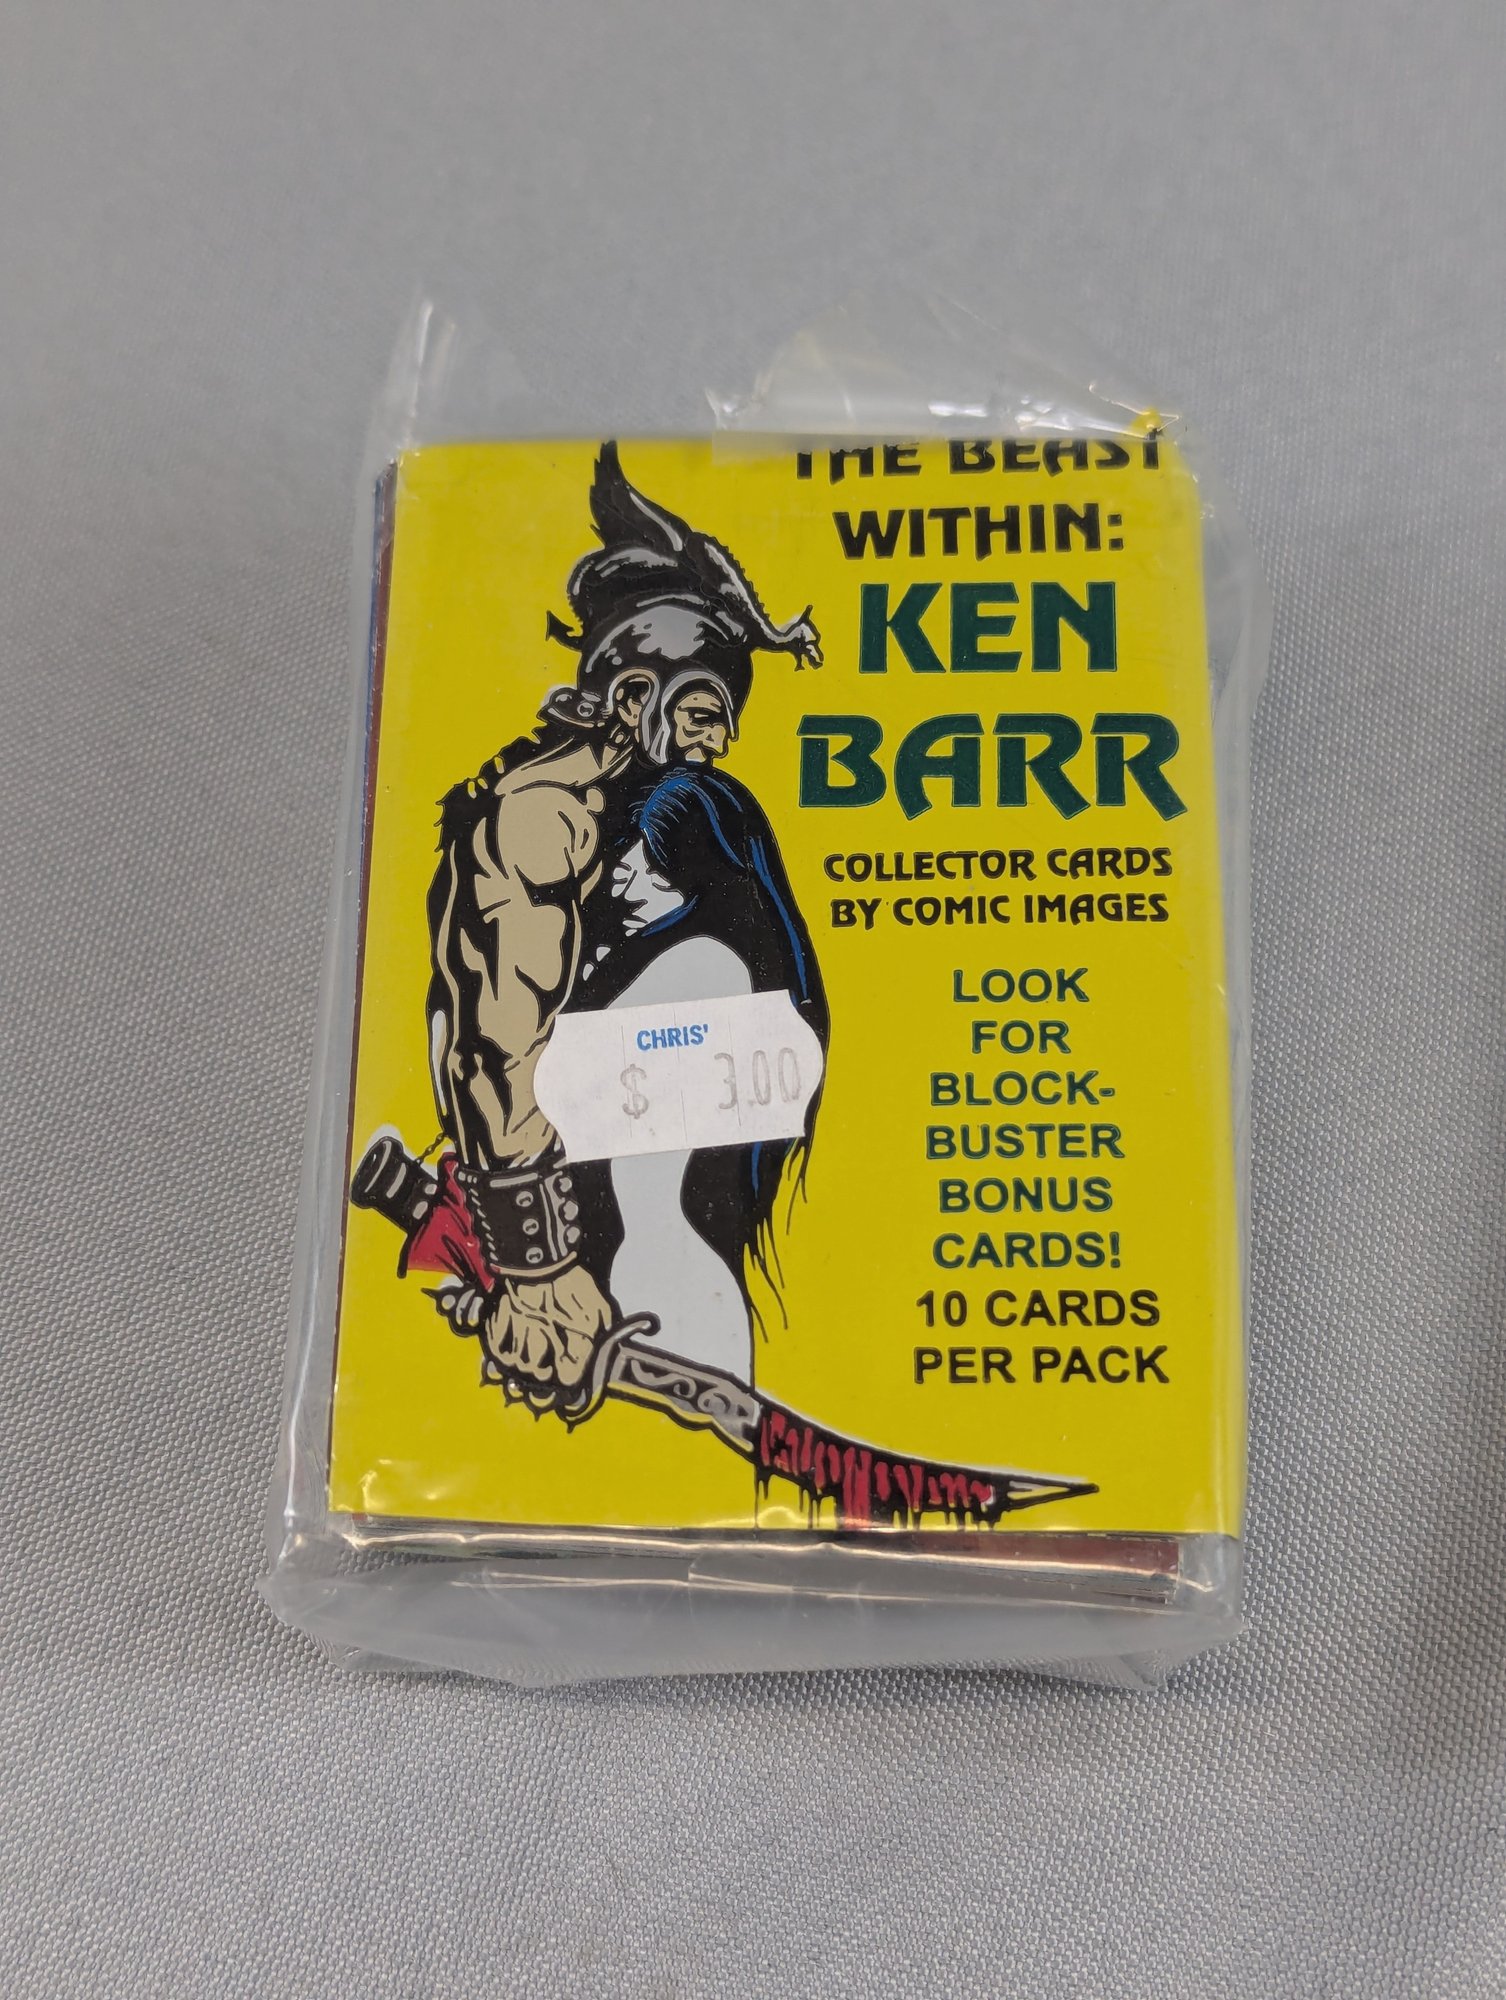 THE BEAST
WITHIN:
KEN
BARR
COLLECTOR CARDS
BY COMIC IMAGES
LOOK
FOR
BLOCK-
BUSTER
BONUS
CARDS!
10 CARDS
PER PACK
CHRIS'
$ 3.00